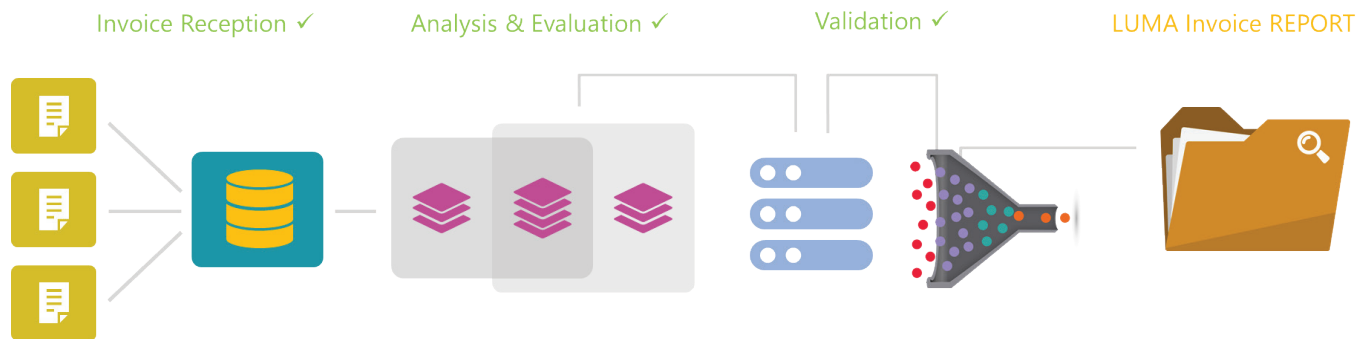 Invoice Reception ✓
Analysis & Evaluation ✓
Validation ✓
LUMA Invoice REPORT